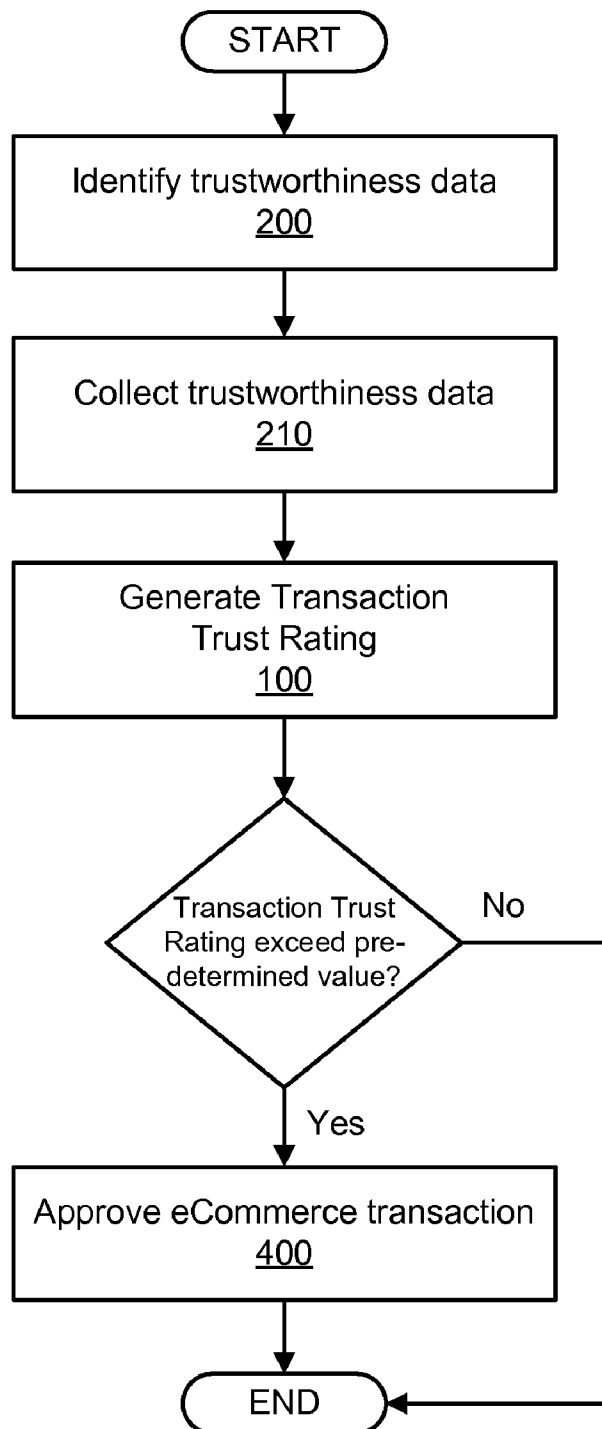 START
Identify trustworthiness data
200
Collect trustworthiness data
210
Generate Transaction
Trust Rating
100
Transaction Trust
Rating exceed pre-
determined value?
No
Yes
Approve eCommerce transaction
400
END